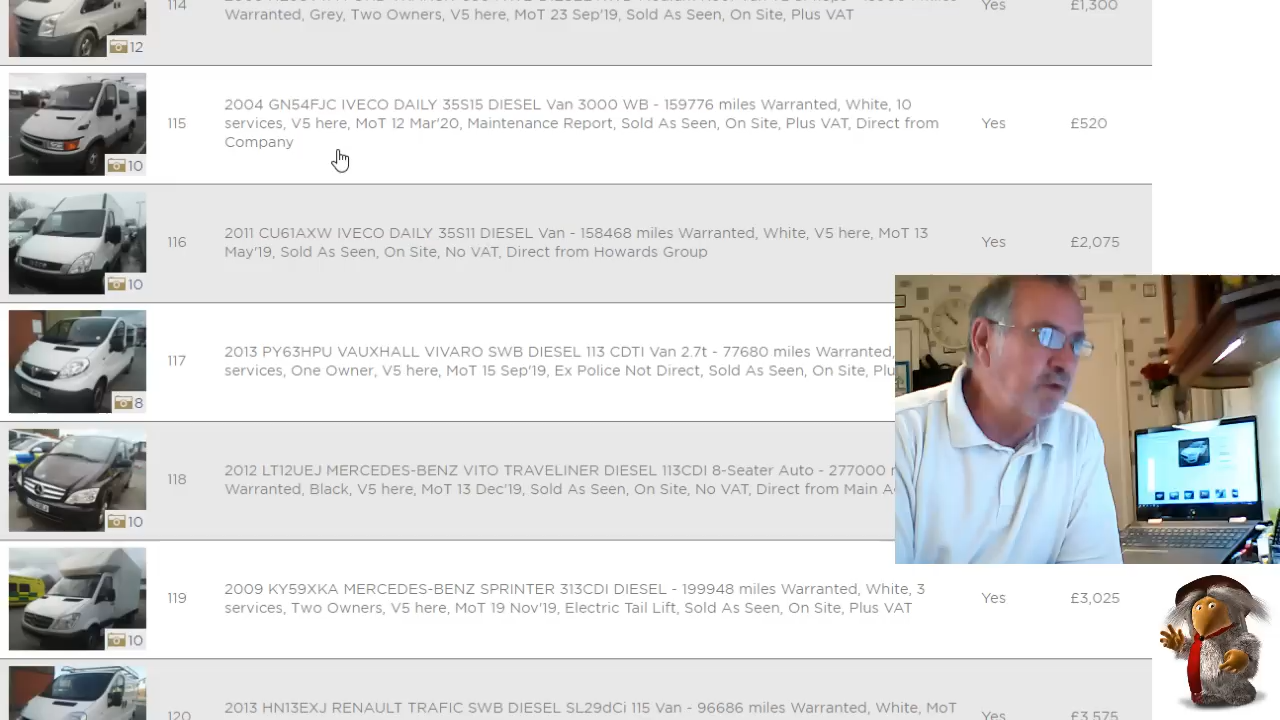 114
Warranted, Grey, Two Owners, V5 here, MoT 23 Sep'19, Sold As Seen, On Site, Plus VAT
Yes
£1,300
12
115
2004 GN54FJC IVECO DAILY 35S15 DIESEL Van 3000 WB - 159776 miles Warranted, White, 10
services, V5 here, MoT 12 Mar'20, Maintenance Report, Sold As Seen, On Site, Plus VAT, Direct from
Company
Yes
£520
10
116
2011 CU61AXW IVECO DAILY 35S11 DIESEL Van - 158468 miles Warranted, White, V5 here, MoT 13
May'19, Sold As Seen, On Site, No VAT, Direct from Howards Group
Yes
£2,075
10
117
2013 PY63HPU VAUXHALL VIVARO SWB DIESEL 113 CDTI Van 2.7t - 77680 miles Warranted,
services, One Owner, V5 here, MoT 15 Sep'19, Ex Police Not Direct, Sold As Seen, On Site, Plu
8
118
2012 LT12UEJ MERCEDES-BENZ VITO TRAVELINER DIESEL 113CDI 8-Seater Auto - 277000
Warranted, Black, V5 here, MoT 13 Dec'19, Sold As Seen, On Site, No VAT, Direct from Main
10
119
2009 KY59XKA MERCEDES-BENZ SPRINTER 313CDI DIESEL - 199948 miles Warranted, White, 3
services, Two Owners, V5 here, MoT 19 Nov'19, Electric Tail Lift, Sold As Seen, On Site, Plus VAT
Yes
£3,025
10
120
2013 HN13EXJ RENAULT TRAFIC SWB DIESEL SL29dCi 115 Van - 96686 miles Warranted, White, MoT
Yes
£3,575